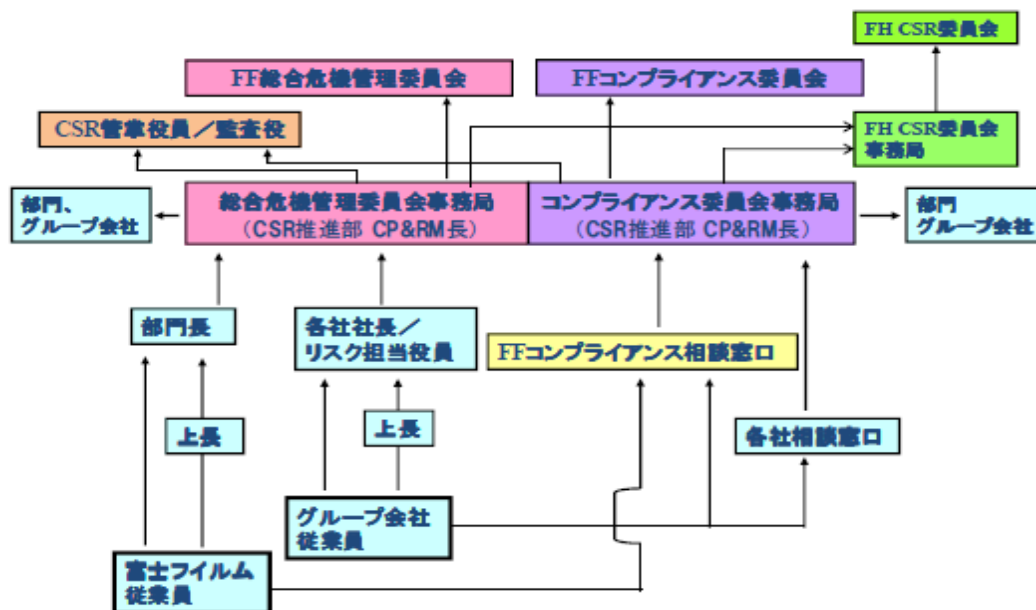 FH CSR委員会
FF総合危機管理委員会
FFコンプライアンス委員会
CSR管掌役員／監査役
FH CSR委員会
事務局
部門、
グループ会社
総合危機管理委員会事務局
（CSR推進部 CP&RM長）
コンプライアンス委員会事務局
（CSR推進部 CP&RM長）
部門
グループ会社
部門長
各社社長／
リスク担当役員
FFコンプライアンス相談窓口
上長
上長
各社相談窓口
グループ会社
従業員
富士フイルム
従業員